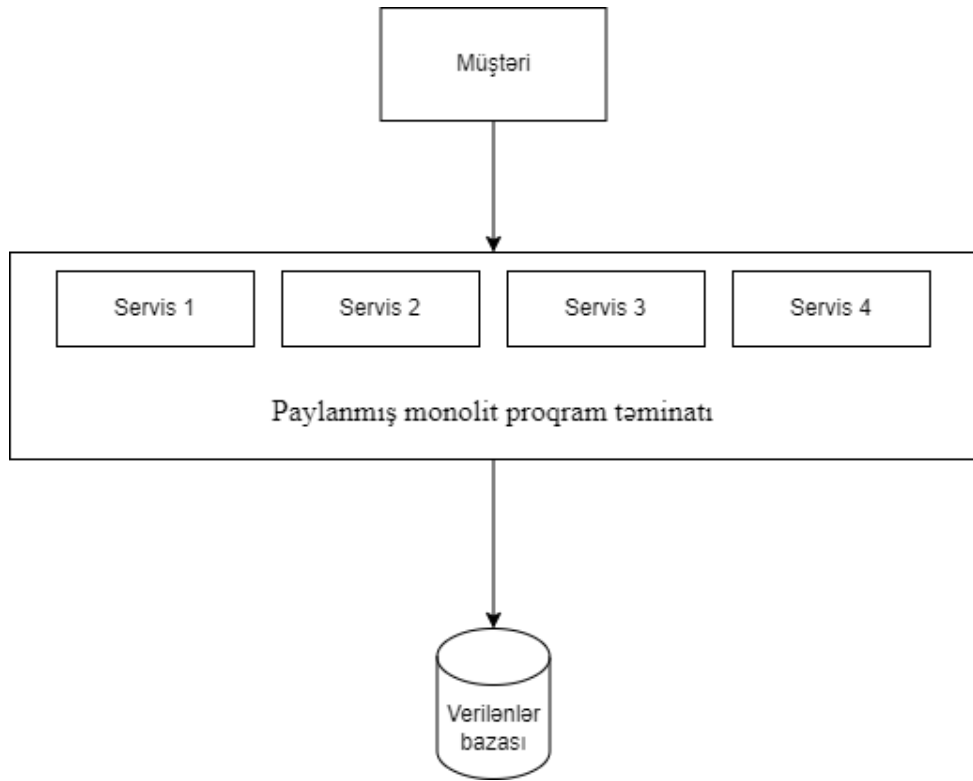 Müştəri
Servis 1
Servis 2
Servis 3
Servis 4
Paylanmış monolit proqram təminatı
Verilənlər
bazası